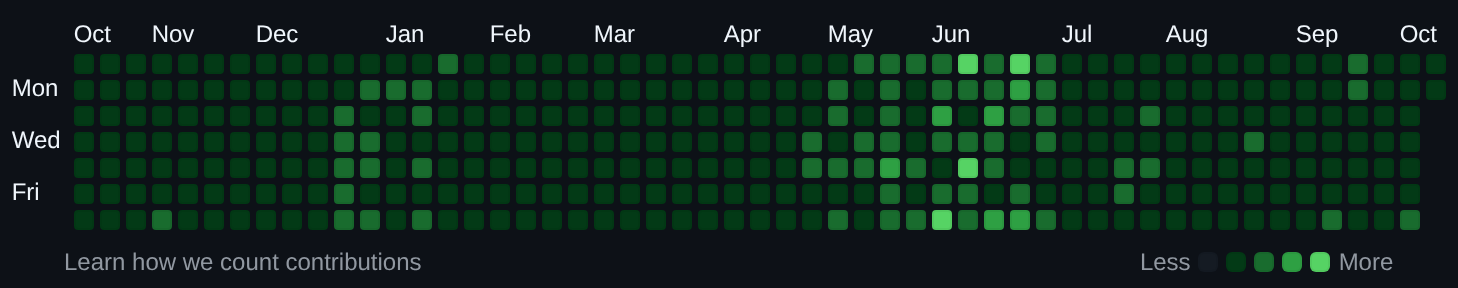 Oct Nov Dec Jan Feb Mar Apr May Jun Jul Aug Sep Oct
Mon
Wed
Fri
Learn how we count contributions Less More